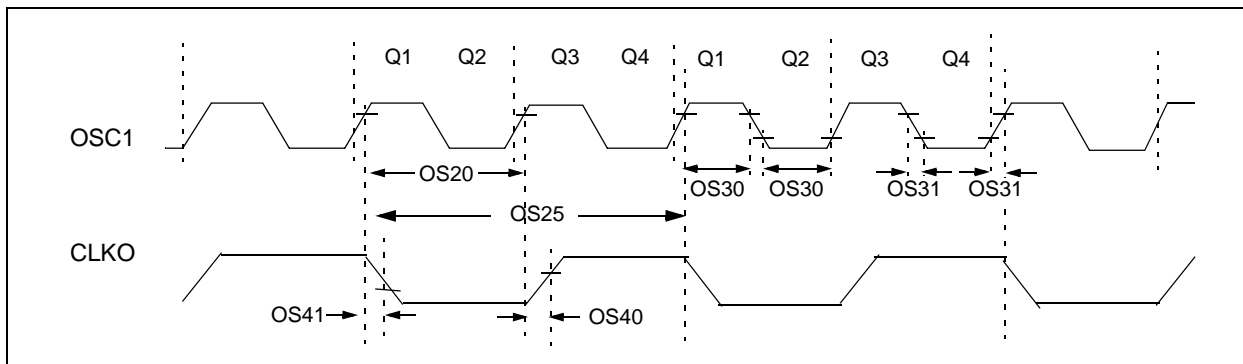 Q1 Q2 Q3 Q4 Q1 Q2 Q3 Q4
OSC1
OS20 OS30 OS30 OS31 OS31
OS25
CLKO
OS41 OS40